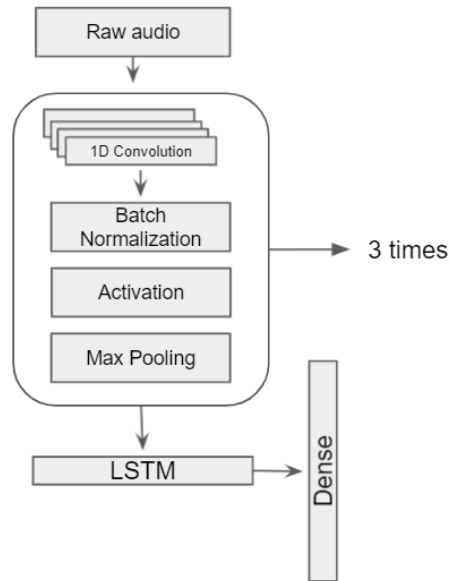 Raw audio
1D Convolution
Batch
Normalization
3 times
Activation
Max Pooling
LSTM
Dense